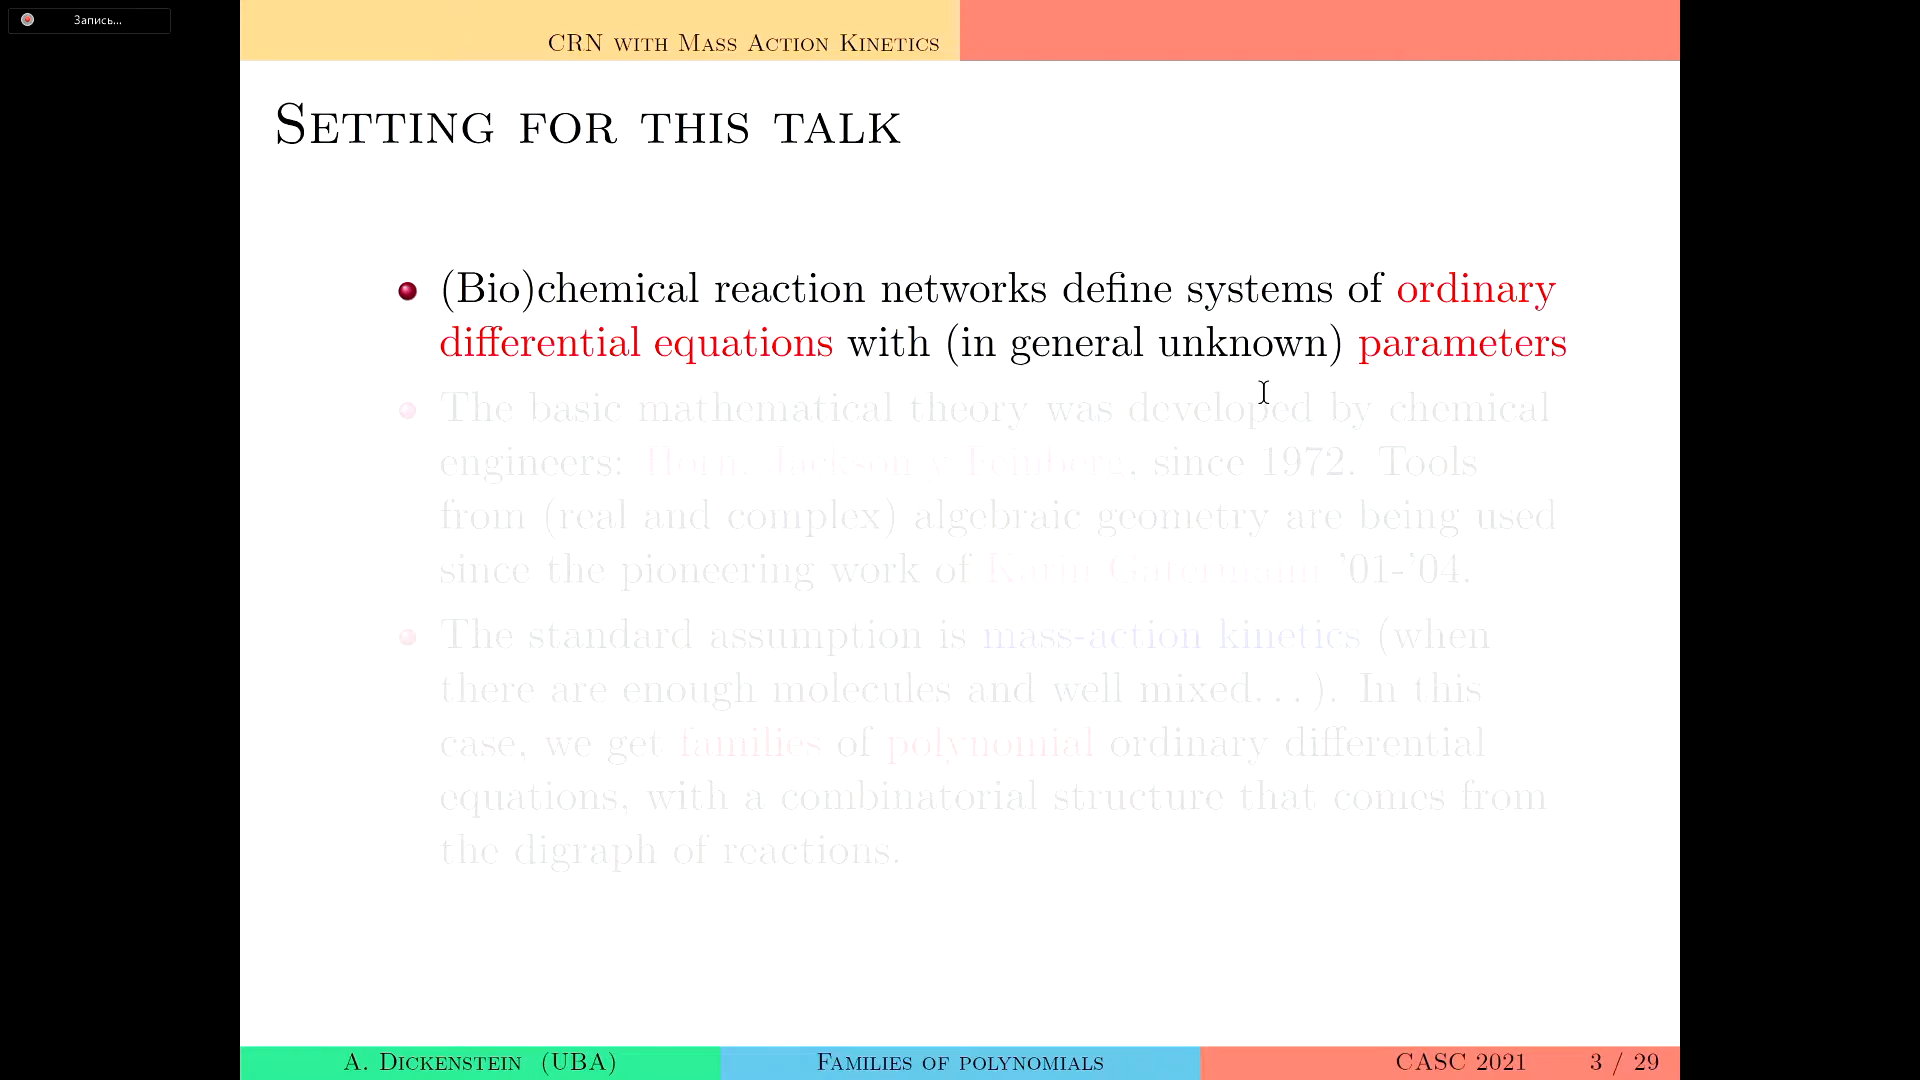 Запись...
CRN with Mass Action Kinetics
Setting for this talk
(Bio)chemical reaction networks define systems of ordinary
differential equations with (in general unknown) parameters
The basic mathematical theory was developed by chemical
engineers: Horn, Jackson y Feinberg, since 1972. Tools
from (real and complex) algebraic geometry are being used
since the pioneering work of Karin Gatermann '01-'04.
The standard assumption is mass-action kinetics (when
there are enough molecules and well mixed...). In this
case, we get families of polynomial ordinary differential
equations, with a combinatorial structure that comes from
the digraph of reactions.
A. Dickenstein (UBA)
Families of polynomials
CASC 2021
3 / 29